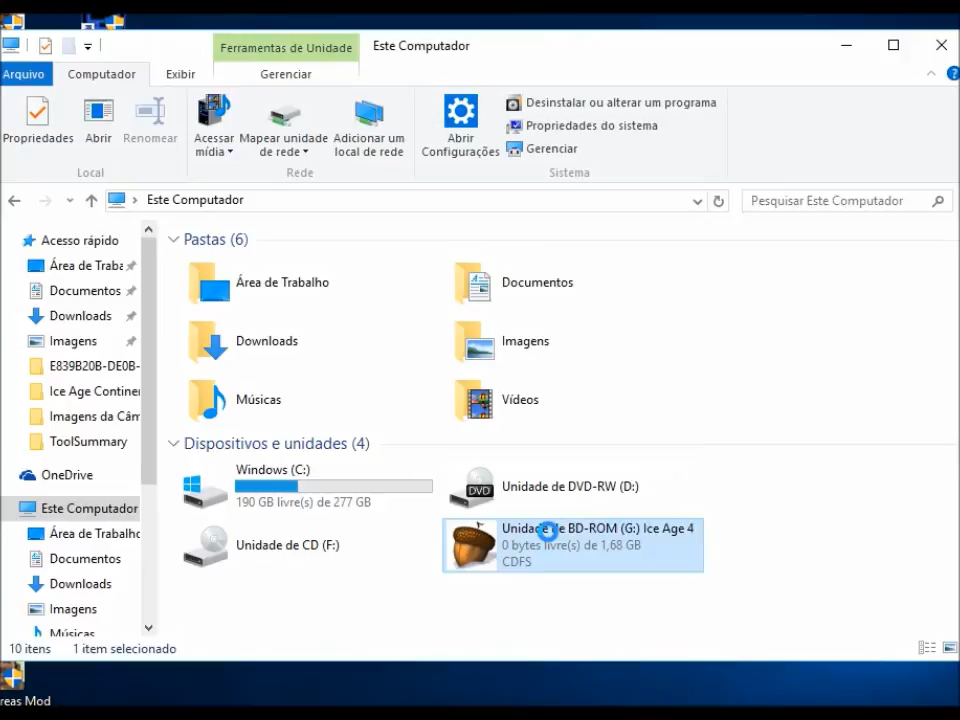 Ferramentas de Unidade
Este Computador
Arquivo
Computador
Exibir
Gerenciar
Propriedades
Abrir
Renomear
Acessar
mídia
Mapear unidade
de rede
Adicionar um
local de rede
Abrir
Configurações
Desinstalar ou alterar um programa
Propriedades do sistema
Gerenciar
Local
Rede
Sistema
Este Computador
Pesquisar Este Computador
Acesso rápido
Área de Traba
Documentos
Downloads
Imagens
E839B20B-DE0B-
Ice Age Contine
Imagens da Câm
ToolSummary
OneDrive
Este Computador
Área de Trabalho
Documentos
Downloads
Imagens
Músicas
Pastas (6)
Área de Trabalho
Documentos
Downloads
Imagens
Músicas
Vídeos
Dispositivos e unidades (4)
Windows (C:)
190 GB livre(s) de 277 GB
DVD
Unidade de DVD-RW (D:)
Unidade de CD (F:)
Unidade de BD-ROM (G:) Ice Age 4
0 bytes livre(s) de 1,68 GB
CDFS
10 itens
1 item selecionado
reas Mod